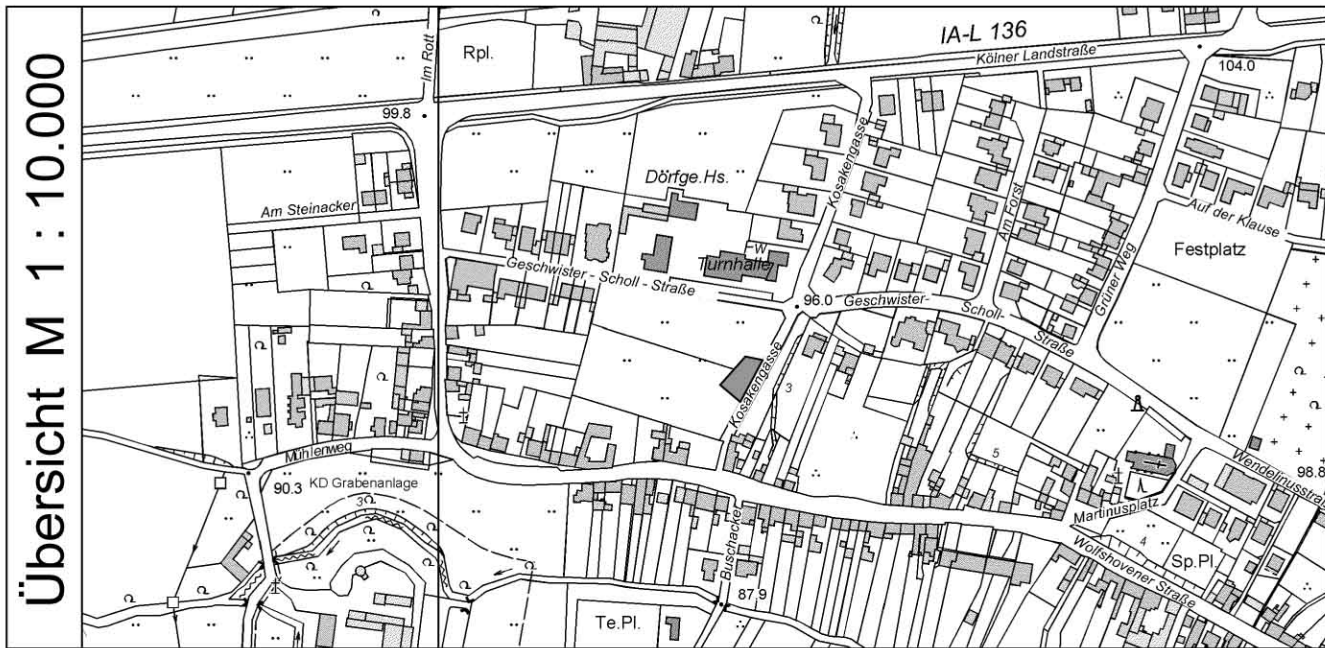 Übersicht M 1 : 10.000
Im Rott
Rpl.
IA-L 136
Kölner Landstraße
104.0
99.8
Kosakengasse
Dörfge.Hs.
Am Forst
Am Steinacker
Auf der Klause
Festplatz
Grüner Weg
W
Turnhalle
Geschwister - Scholl - Straße
96.0
Geschwister-
Scholl-
Straße
Kosakengasse
3
5
Mühlenweg
90.3
KD Grabenanlage
3
Wendelinusstraße
98.8
Martinusplatz
4
Sp.Pl.
Wolfshovener Straße
Buschacker
87.9
Te.Pl.